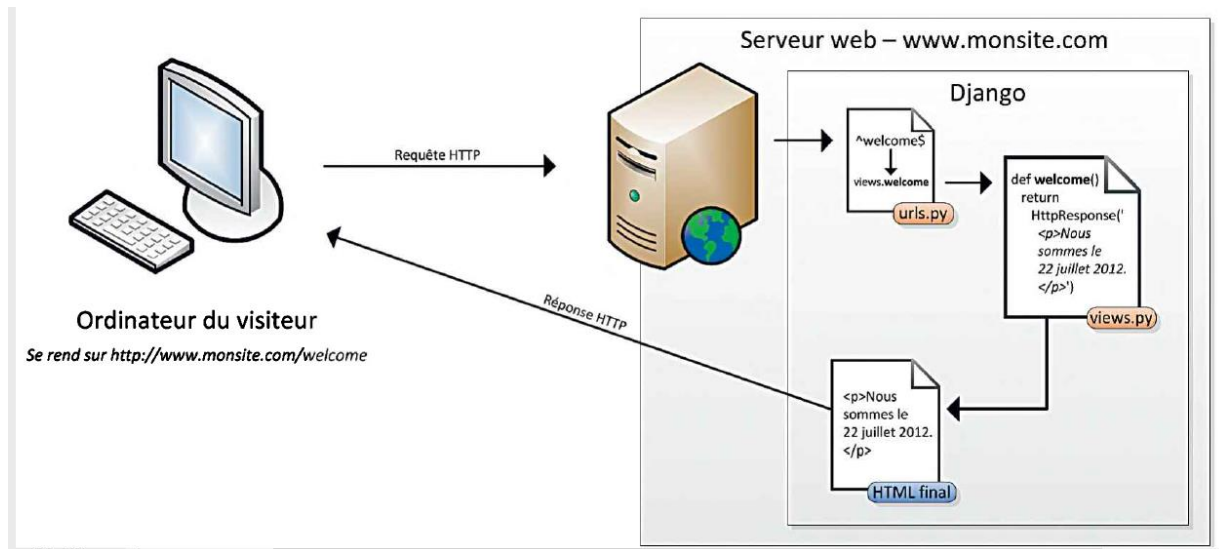 Serveur web – www.monsite.com
Django
^welcome$
views.welcome
urls.py
def welcome()
return
HttpResponse('
<p>Nous
sommes le
22 juillet 2012.
</p>')
views.py
Requête HTTP
Réponse HTTP
Ordinateur du visiteur
Se rend sur http://www.monsite.com/welcome
<p>Nous
sommes le
22 juillet 2012.
</p>
HTML final